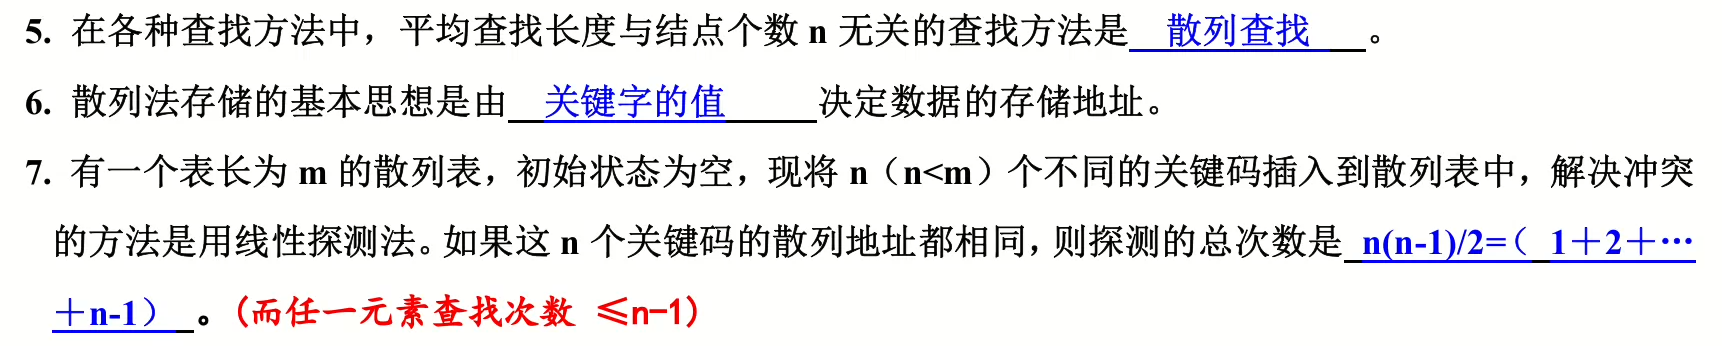 5. 在各种查找方法中，平均查找长度与结点个数 n 无关的查找方法是 散列查找 。
6. 散列法存储的基本思想是由 关键字的值 决定数据的存储地址。
7. 有一个表长为 m 的散列表，初始状态为空，现将 n（n<m）个不同的关键码插入到散列表中，解决冲突
的方法是用线性探测法。如果这 n 个关键码的散列地址都相同，则探测的总次数是 n(n-1)/2=（ 1＋2＋…
＋n-1） 。(而任一元素查找次数 ≤n-1)